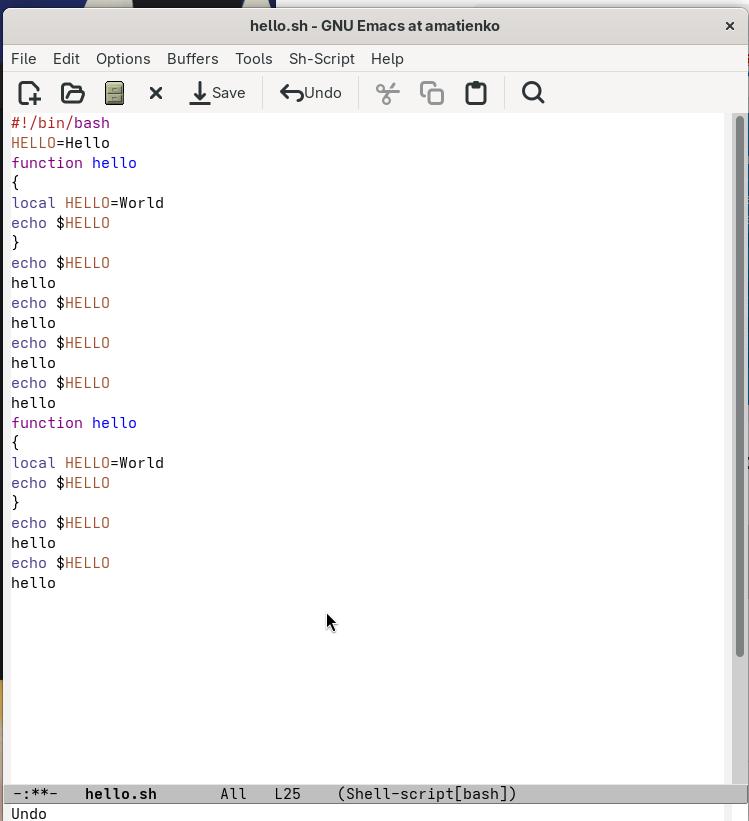 hello.sh - GNU Emacs at amatienko ×
File Edit Options Buffers Tools Sh-Script Help
Save Undo
#!/bin/bash
HELLO=Hello
function hello
{
local HELLO=World
echo $HELLO
}
echo $HELLO
hello
echo $HELLO
hello
echo $HELLO
hello
echo $HELLO
hello
function hello
{
local HELLO=World
echo $HELLO
}
echo $HELLO
hello
echo $HELLO
hello
-:**- hello.sh All L25 (Shell-script[bash])
Undo